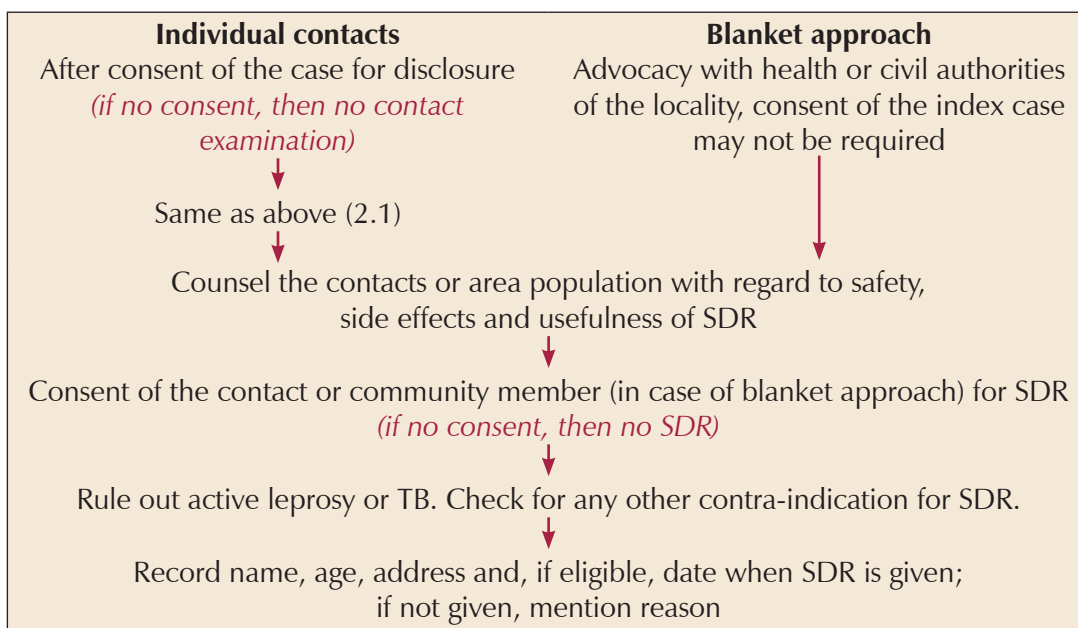 Individual contacts
After consent of the case for disclosure
(if no consent, then no contact
examination)
Same as above (2.1)
Blanket approach
Advocacy with health or civil authorities
of the locality, consent of the index case
may not be required
Counsel the contacts or area population with regard to safety,
side effects and usefulness of SDR
Consent of the contact or community member (in case of blanket approach) for SDR
(if no consent, then no SDR)
Rule out active leprosy or TB. Check for any other contra-indication for SDR.
Record name, age, address and, if eligible, date when SDR is given;
if not given, mention reason